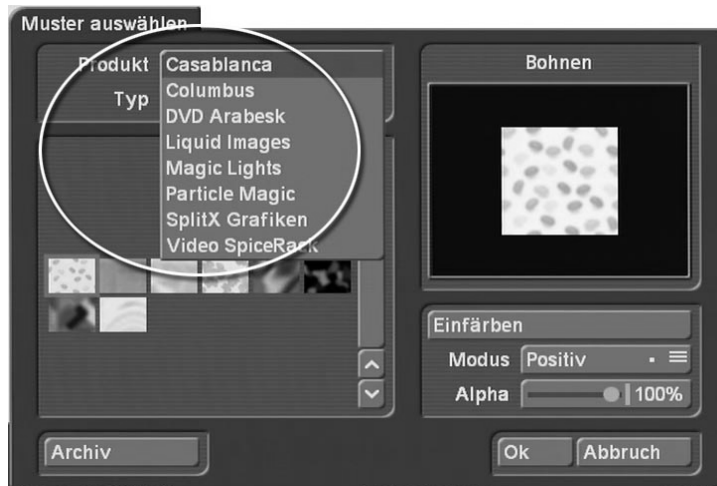 Muster auswählen
Produkt
Casablanca
Columbus
DVD Arabesk
Liquid Images
Magic Lights
Particle Magic
SplitX Grafiken
Video SpiceRack
Typ
Bohnen
Einfärben
Modus Positiv
Alpha 100%
Archiv
Ok Abbruch